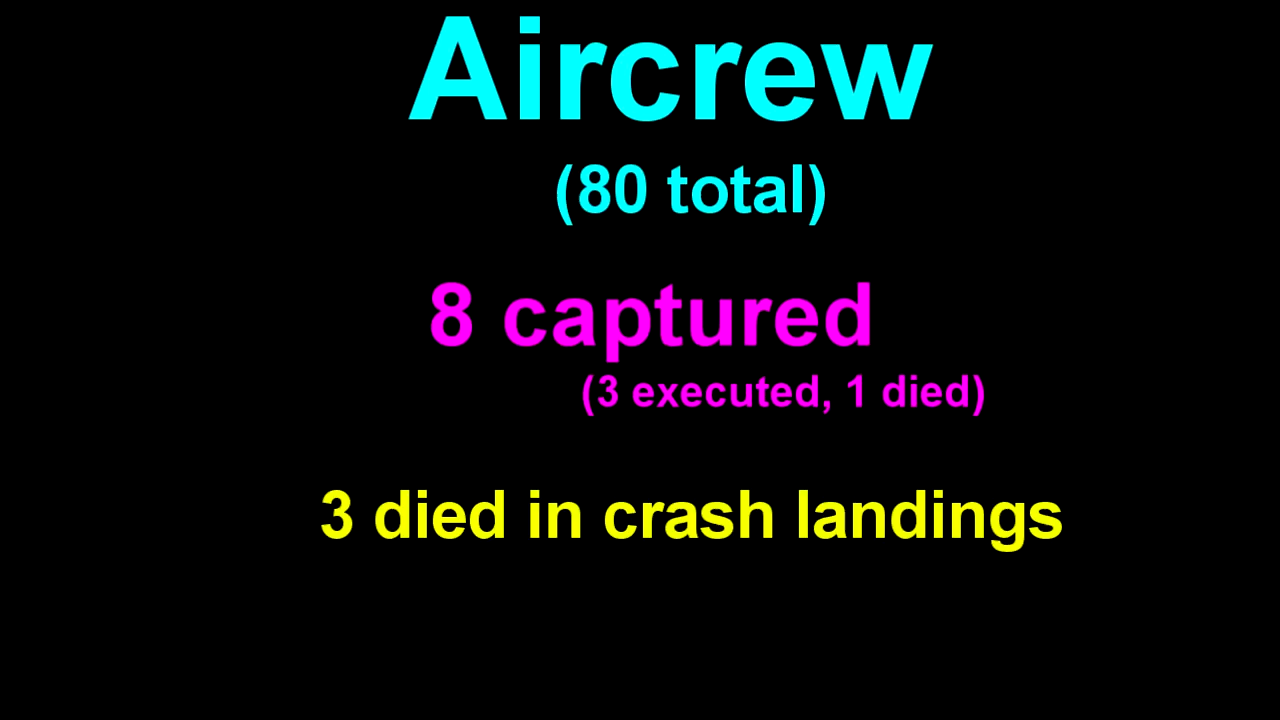 Aircrew
(80 total)
8 captured
(3 executed, 1 died)
3 died in crash landings